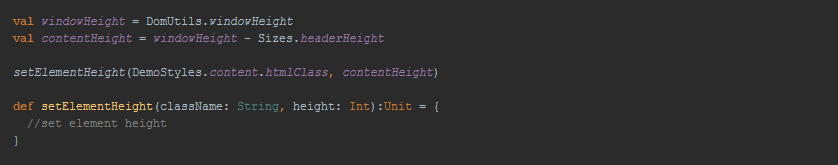 val windowHeight = DomUtils.windowHeight
val contentHeight = windowHeight - Sizes.headerHeight
setElementHeight(DemoStyles.content.htmlClass, contentHeight)
def setElementHeight(className: String, height: Int):Unit = {
//set element height
}